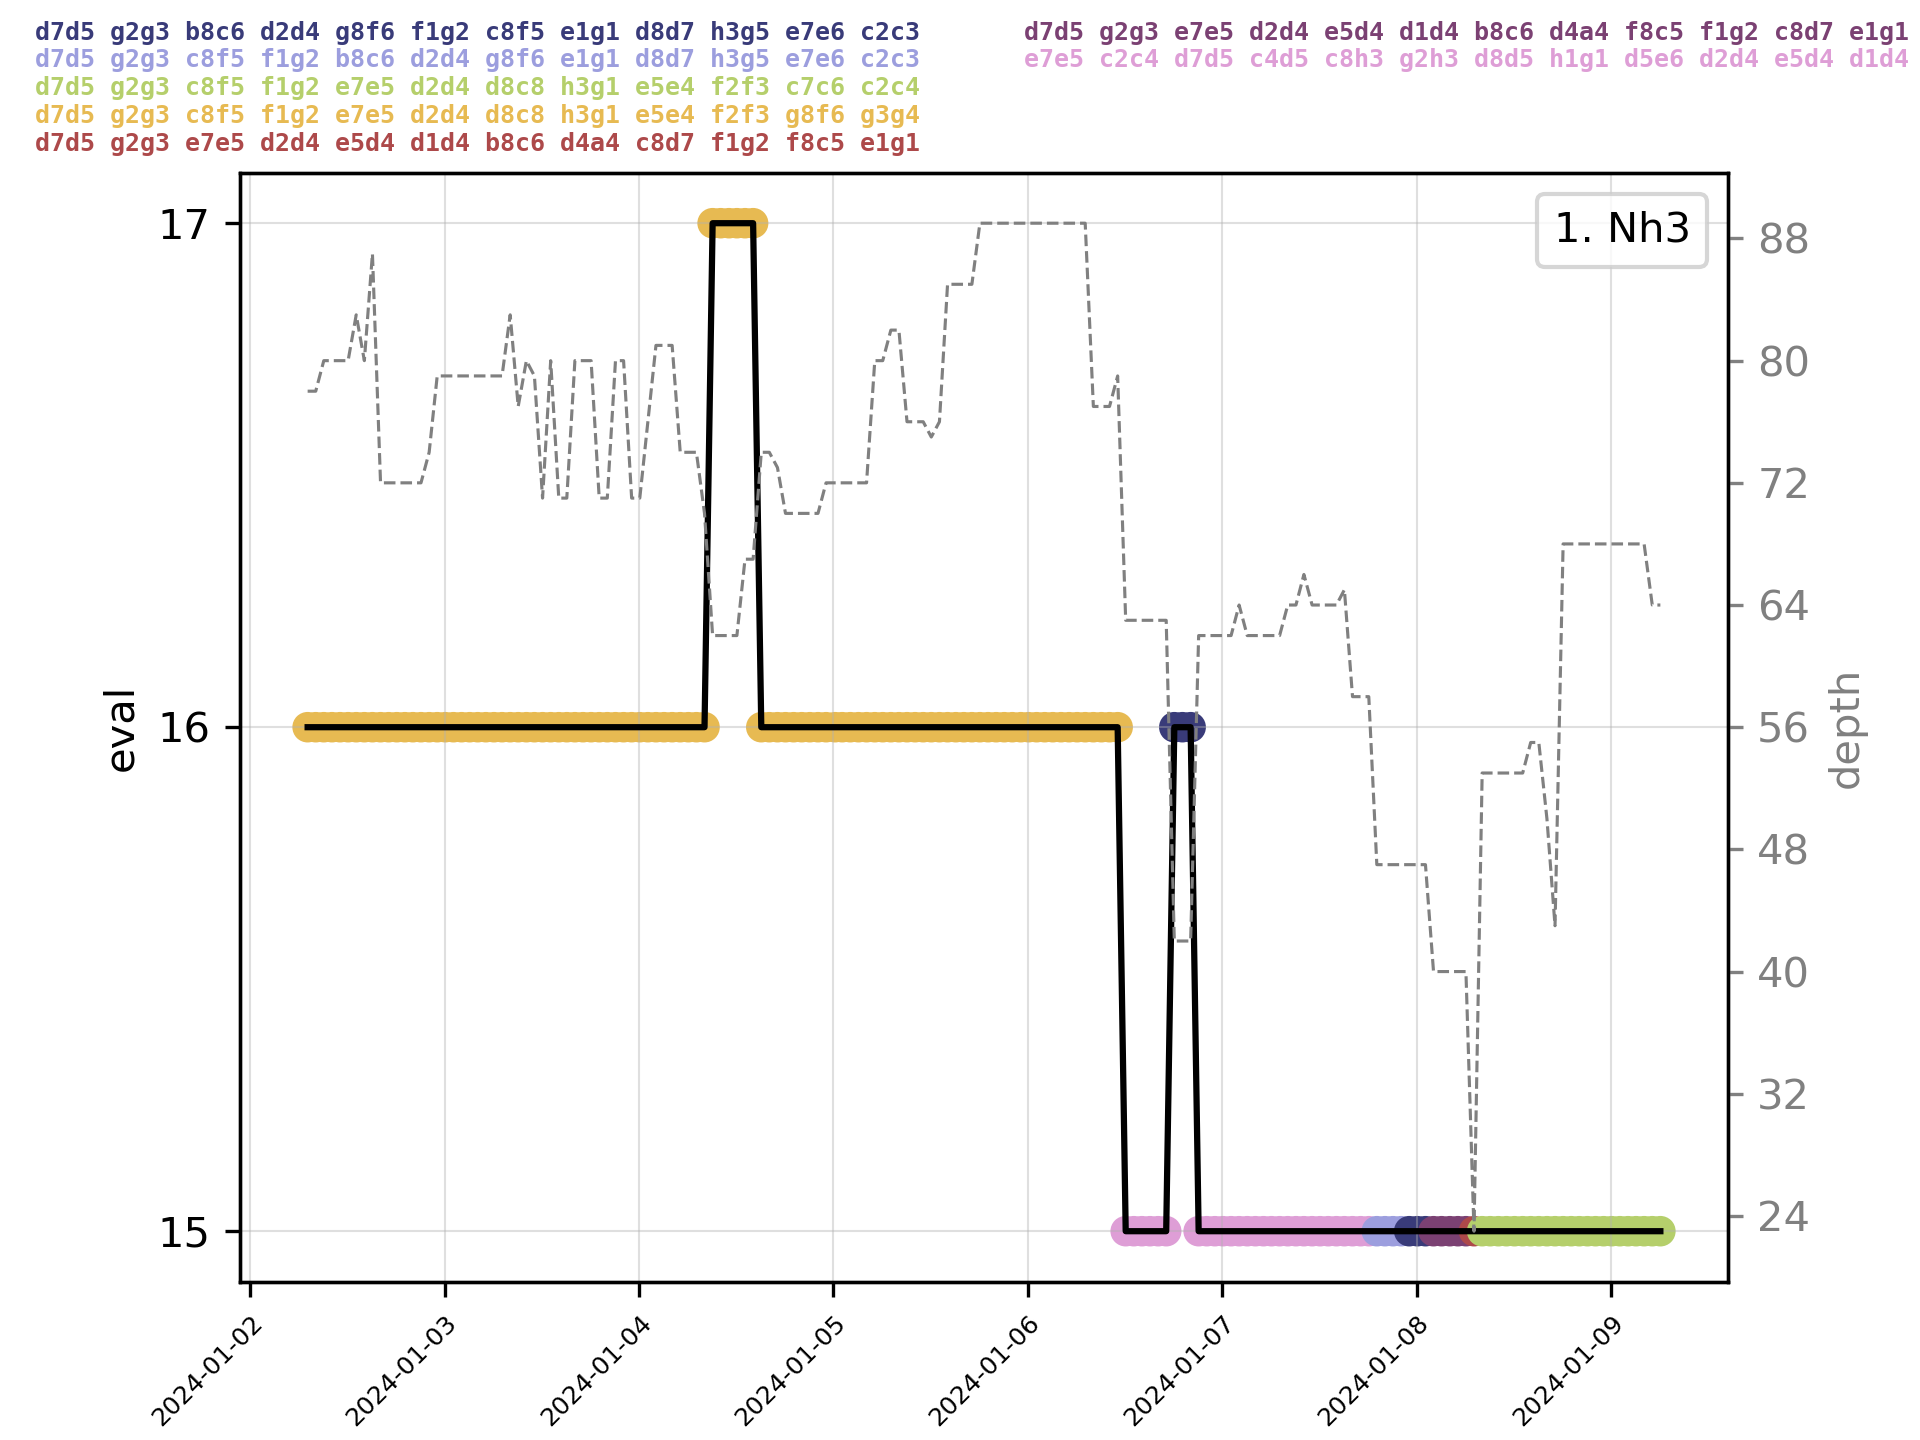 d7d5 g2g3 b8c6 d2d4 g8f6 f1g2 c8f5 e1g1 d8d7 h3g5 e7e6 c2c3
d7d5 g2g3 c8f5 f1g2 b8c6 d2d4 g8f6 e1g1 d8d7 h3g5 e7e6 c2c3
d7d5 g2g3 c8f5 f1g2 e7e5 d2d4 d8c8 h3g1 e5e4 f2f3 c7c6 c2c4
d7d5 g2g3 c8f5 f1g2 e7e5 d2d4 d8c8 h3g1 e5e4 f2f3 g8f6 g3g4
d7d5 g2g3 e7e5 d2d4 e5d4 d1d4 b8c6 d4a4 c8d7 f1g2 f8c5 e1g1
d7d5 g2g3 e7e5 d2d4 e5d4 d1d4 b8c6 d4a4 f8c5 f1g2 c8d7 e1g1
e7e5 c2c4 d7d5 c4d5 c8h3 g2h3 d8d5 h1g1 d5e6 d2d4 e5d4 d1d4
1. Nh3
eval
17
16
15
depth
88
80
72
64
56
48
40
32
24
2024-01-02
2024-01-03
2024-01-04
2024-01-05
2024-01-06
2024-01-07
2024-01-08
2024-01-09